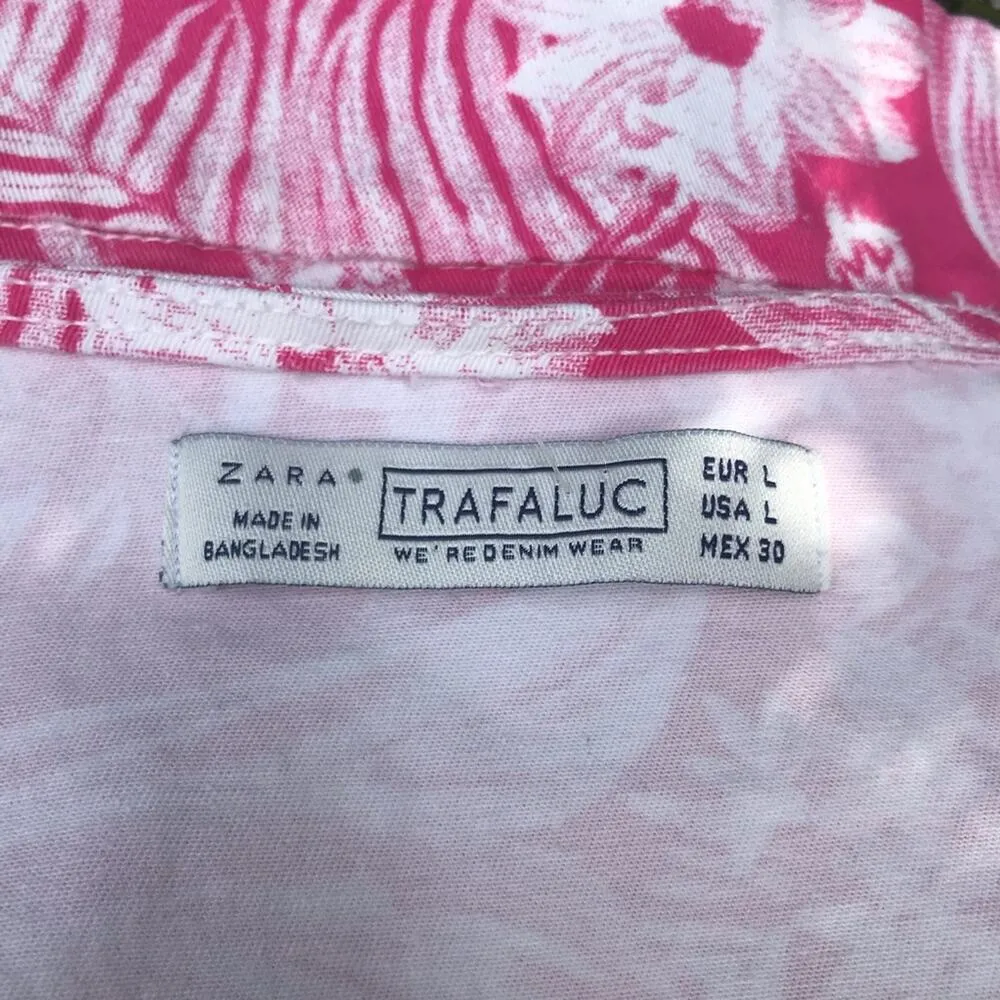 ZARA
MADE IN
BANGLADESH
TRAFALUC
WE'RE DENIM WEAR
EUR L
USA L
MEX 30